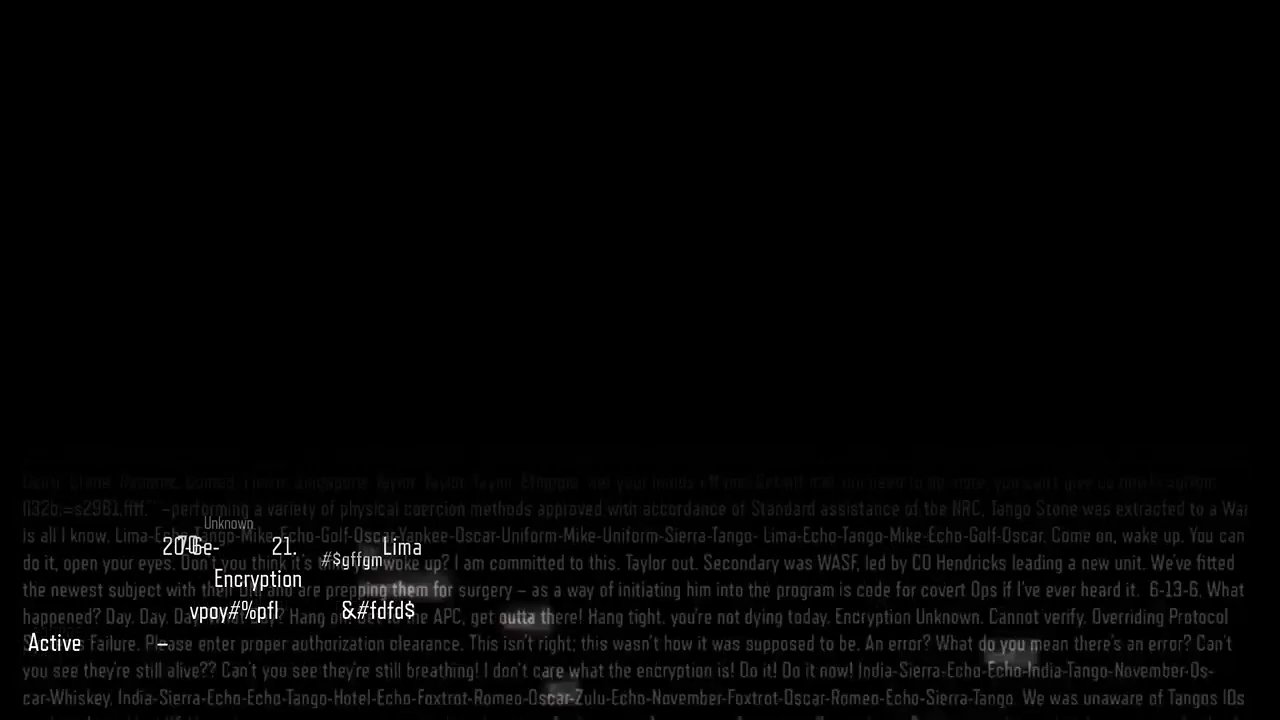 -performing a variety of physical coercion methods approved with accordance of Standard assistance of the NRC, Tango Stone was extracted to a War
Unknown
is all I know. Lima-Echo-Tango-Mike-Echo-Golf-Oscar-Yankee-Oscar-Uniform-Mike-Uniform-Sierra-Tango- Lima-Echo-Tango-Mike-Echo-Golf-Oscar. Come on, wake up. You can
21. Lima
do it, open your eyes. Don't you think it's woke up? I am committed to this. Taylor out. Secondary was WASF, led by CO Hendricks leading a new unit. We've fitted
#$gffgm
Encryption
the newest subject with their and are prepping them for surgery – as a way of initiating him into the program is code for covert Ops if I've ever heard it. 6-13-6, What
vpoy#%pfl &#fdfd$
happened? Day. Day. Day Hang on the APC, get outta there! Hang tight. you're not dying today. Encryption Unknown. Cannot verify. Overriding Protocol
Active –
Failure. Please enter proper authorization clearance. This isn't right; this wasn't how it was supposed to be. An error? What do you mean there's an error? Can't
you see they're still alive?? Can't you see they're still breathing! I don't care what the encryption is! Do it! Do it now! India-Sierra-Echo-Echo-India-Tango-November-Os-
car-Whiskey, India-Sierra-Echo-Echo-Tango-Hotel-Echo-Foxtrot-Romeo-Oscar-Zulu-Echo-November-Foxtrot-Oscar-Romeo-Echo-Sierra-Tango. We was unaware of Tangos IDs